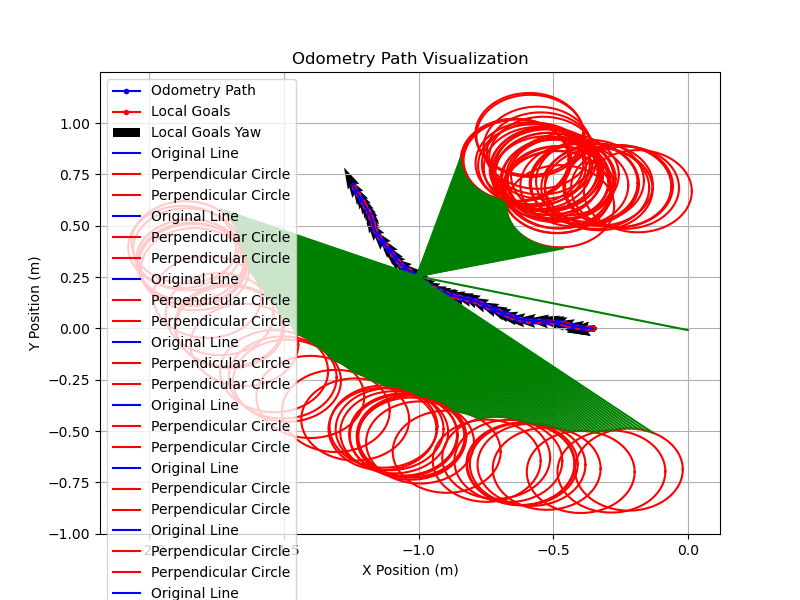 Odometry Path Visualization
Odometry Path
Local Goals
Local Goals Yaw
Original Line
Perpendicular Circle
Perpendicular Circle
Original Line
Perpendicular Circle
Perpendicular Circle
Original Line
Perpendicular Circle
Perpendicular Circle
Original Line
Perpendicular Circle
Perpendicular Circle
Original Line
Perpendicular Circle
Perpendicular Circle
Original Line
Perpendicular Circle
Perpendicular Circle
Original Line
Perpendicular Circle
Perpendicular Circle
Original Line
Y Position (m)
1.00
0.75
0.50
0.25
0.00
−0.25
−0.50
−0.75
−1.00
−1.0
−0.5
0.0
X Position (m)